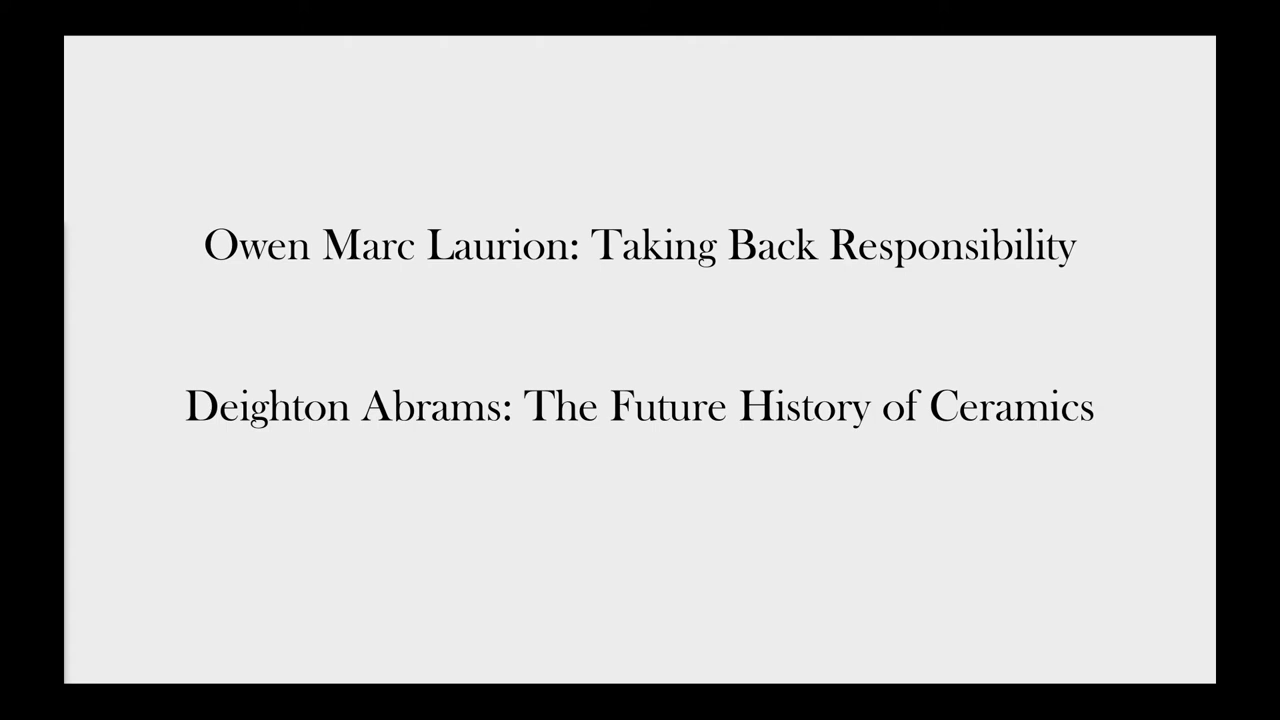 Owen Marc Laurion: Taking Back Responsibility
Deighton Abrams: The Future History of Ceramics